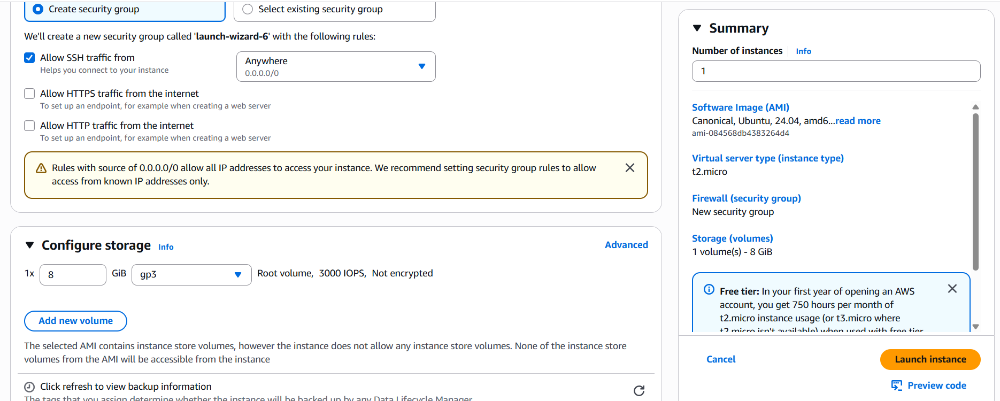 Create security group
Select existing security group
We'll create a new security group called 'launch-wizard-6' with the following rules:
Allow SSH traffic from
Helps you connect to your instance
Anywhere
0.0.0.0/0
Allow HTTPS traffic from the internet
To set up an endpoint, for example when creating a web server
Allow HTTP traffic from the internet
To set up an endpoint, for example when creating a web server
Rules with source of 0.0.0.0/0 allow all IP addresses to access your instance. We recommend setting security group rules to allow
access from known IP addresses only.
Configure storage Info
Advanced
1x 8 GiB gp3 Root volume, 3000 IOPS, Not encrypted
Add new volume
The selected AMI contains instance store volumes, however the instance does not allow any instance store volumes. None of the instance store
volumes from the AMI will be accessible from the instance
Click refresh to view backup information
The tags that you assign determine whether the instance will be backed up by any Data Lifecycle Manager
Summary
Number of instances Info
1
Software Image (AMI)
Canonical, Ubuntu, 24.04, amd6...read more
ami-084568db4383264d4
Virtual server type (instance type)
t2.micro
Firewall (security group)
New security group
Storage (volumes)
1 volume(s) - 8 GiB
Free tier: In your first year of opening an AWS
account, you get 750 hours per month of
t2.micro instance usage (or t3.micro where
t2.micro isn't available) when used with free tier
Cancel
Launch instance
Preview code